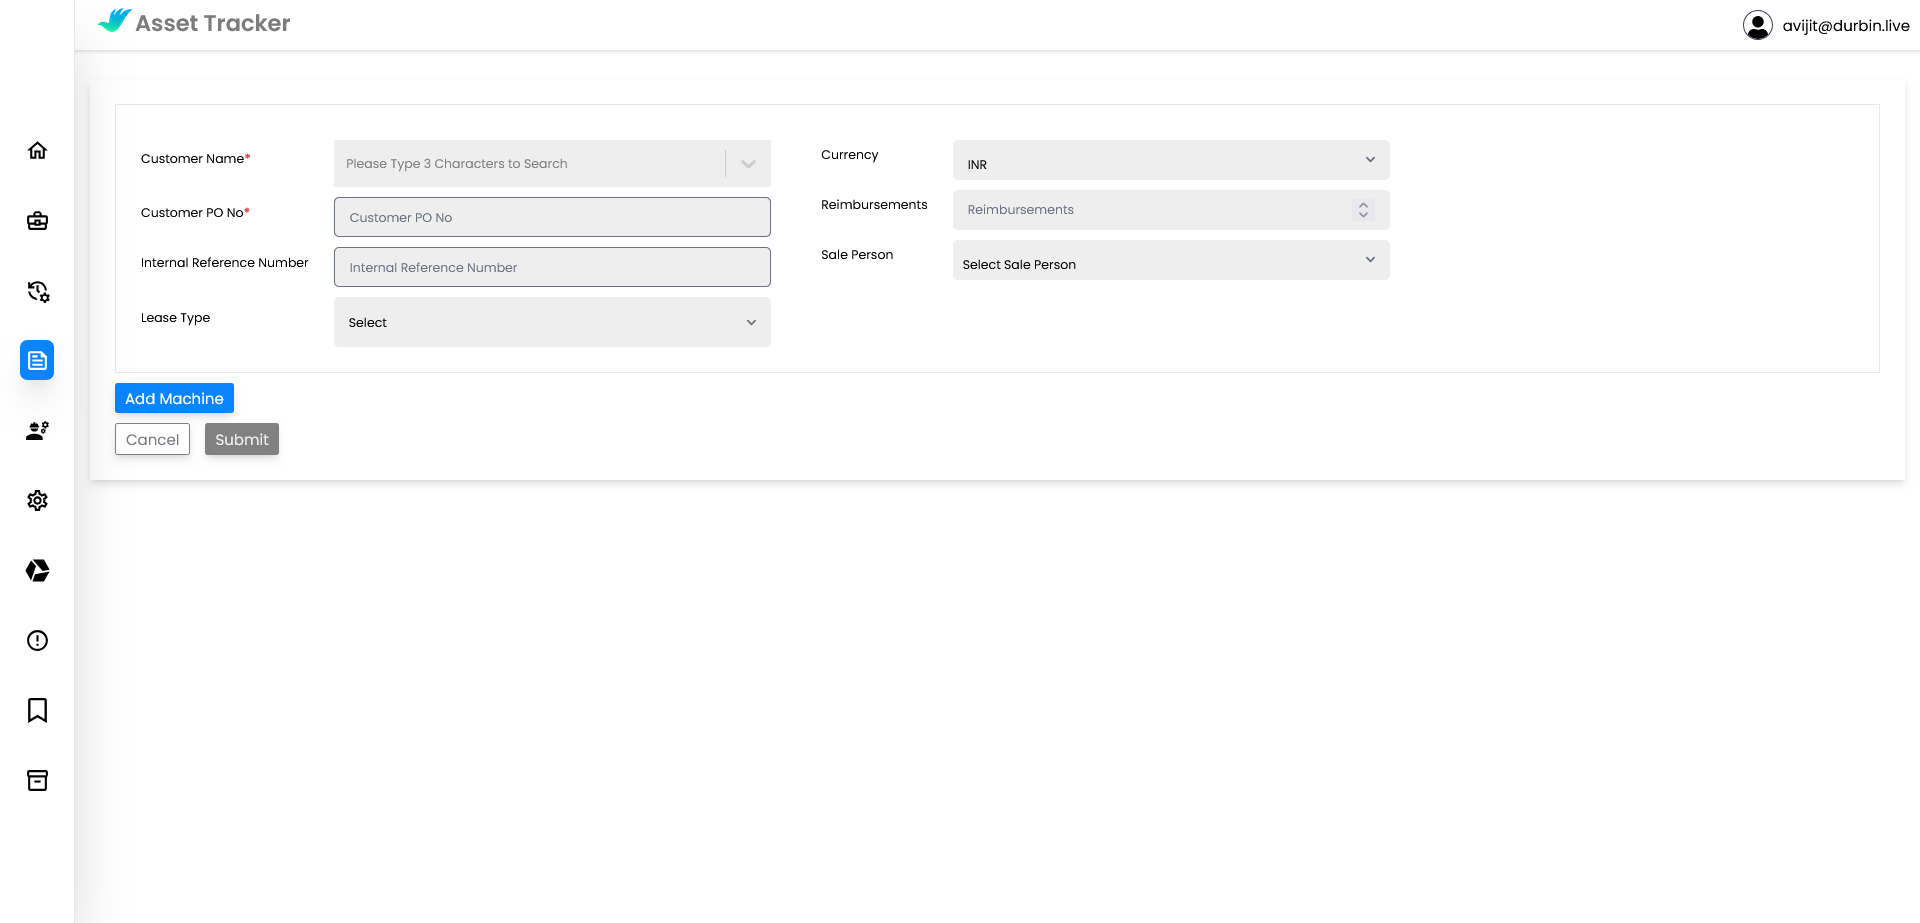 Asset Tracker
avijit@durbin.live
Customer Name*
Please Type 3 Characters to Search
Customer PO No*
Customer PO No
Internal Reference Number
Internal Reference Number
Lease Type
Select
Currency
INR
Reimbursements
Reimbursements
Sale Person
Select Sale Person
Add Machine
Cancel
Submit